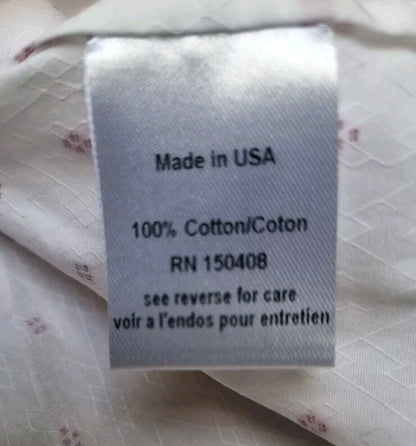 Made in USA
100% Cotton/Coton
RN 150408
see reverse for care
voir a l'endos pour entretien